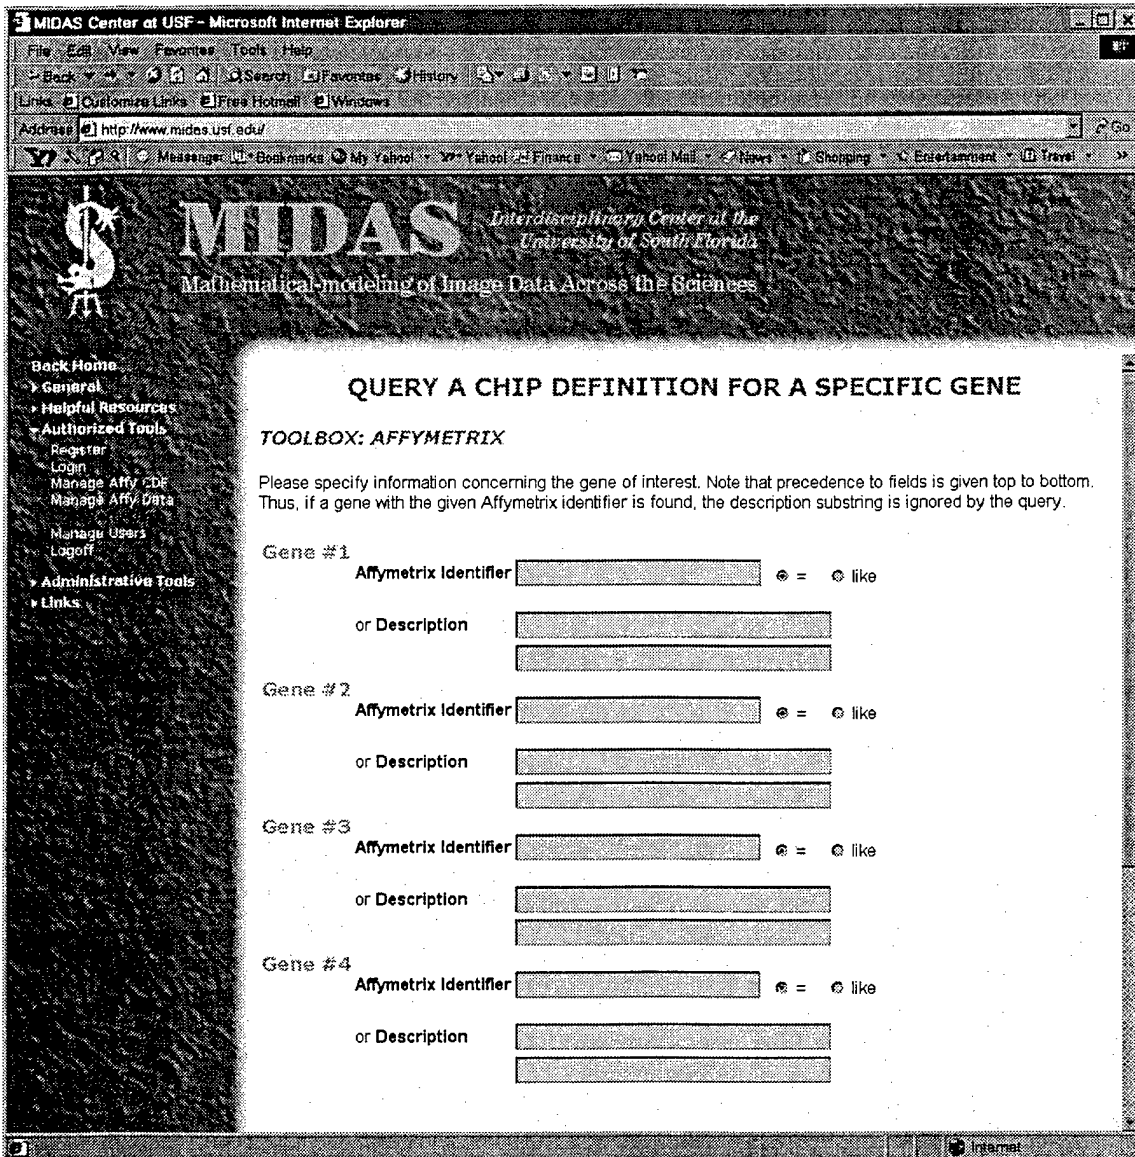 MIDAS Center at USF - Microsoft Internet Explorer
File Edit View Favorites Tools Help
Back Search Favorites History
Links Customize Links Free Hotmail Windows
Address http://www.midas.usf.edu/ Go
Y! Messenger Bookmarks My Yahoo! Yahoo! Finance Yahoo! Mail News Shopping Entertainment Travel »
MIDAS
Interdisciplinary Center at the
University of South Florida
Mathematical-modeling of Image Data Across the Sciences
Back Home
General
Helpful Resources
Authorized Tools
Register
Login
Manage Affy CDF
Manage Affy Data
Manage Users
Logoff
Administrative Tools
Links
QUERY A CHIP DEFINITION FOR A SPECIFIC GENE
TOOLBOX: AFFYMETRIX
Please specify information concerning the gene of interest. Note that precedence to fields is given top to bottom.
Thus, if a gene with the given Affymetrix identifier is found, the description substring is ignored by the query.
Gene #1
Affymetrix Identifier = like
or Description
Gene #2
Affymetrix Identifier = like
or Description
Gene #3
Affymetrix Identifier = like
or Description
Gene #4
Affymetrix Identifier = like
or Description
Internet